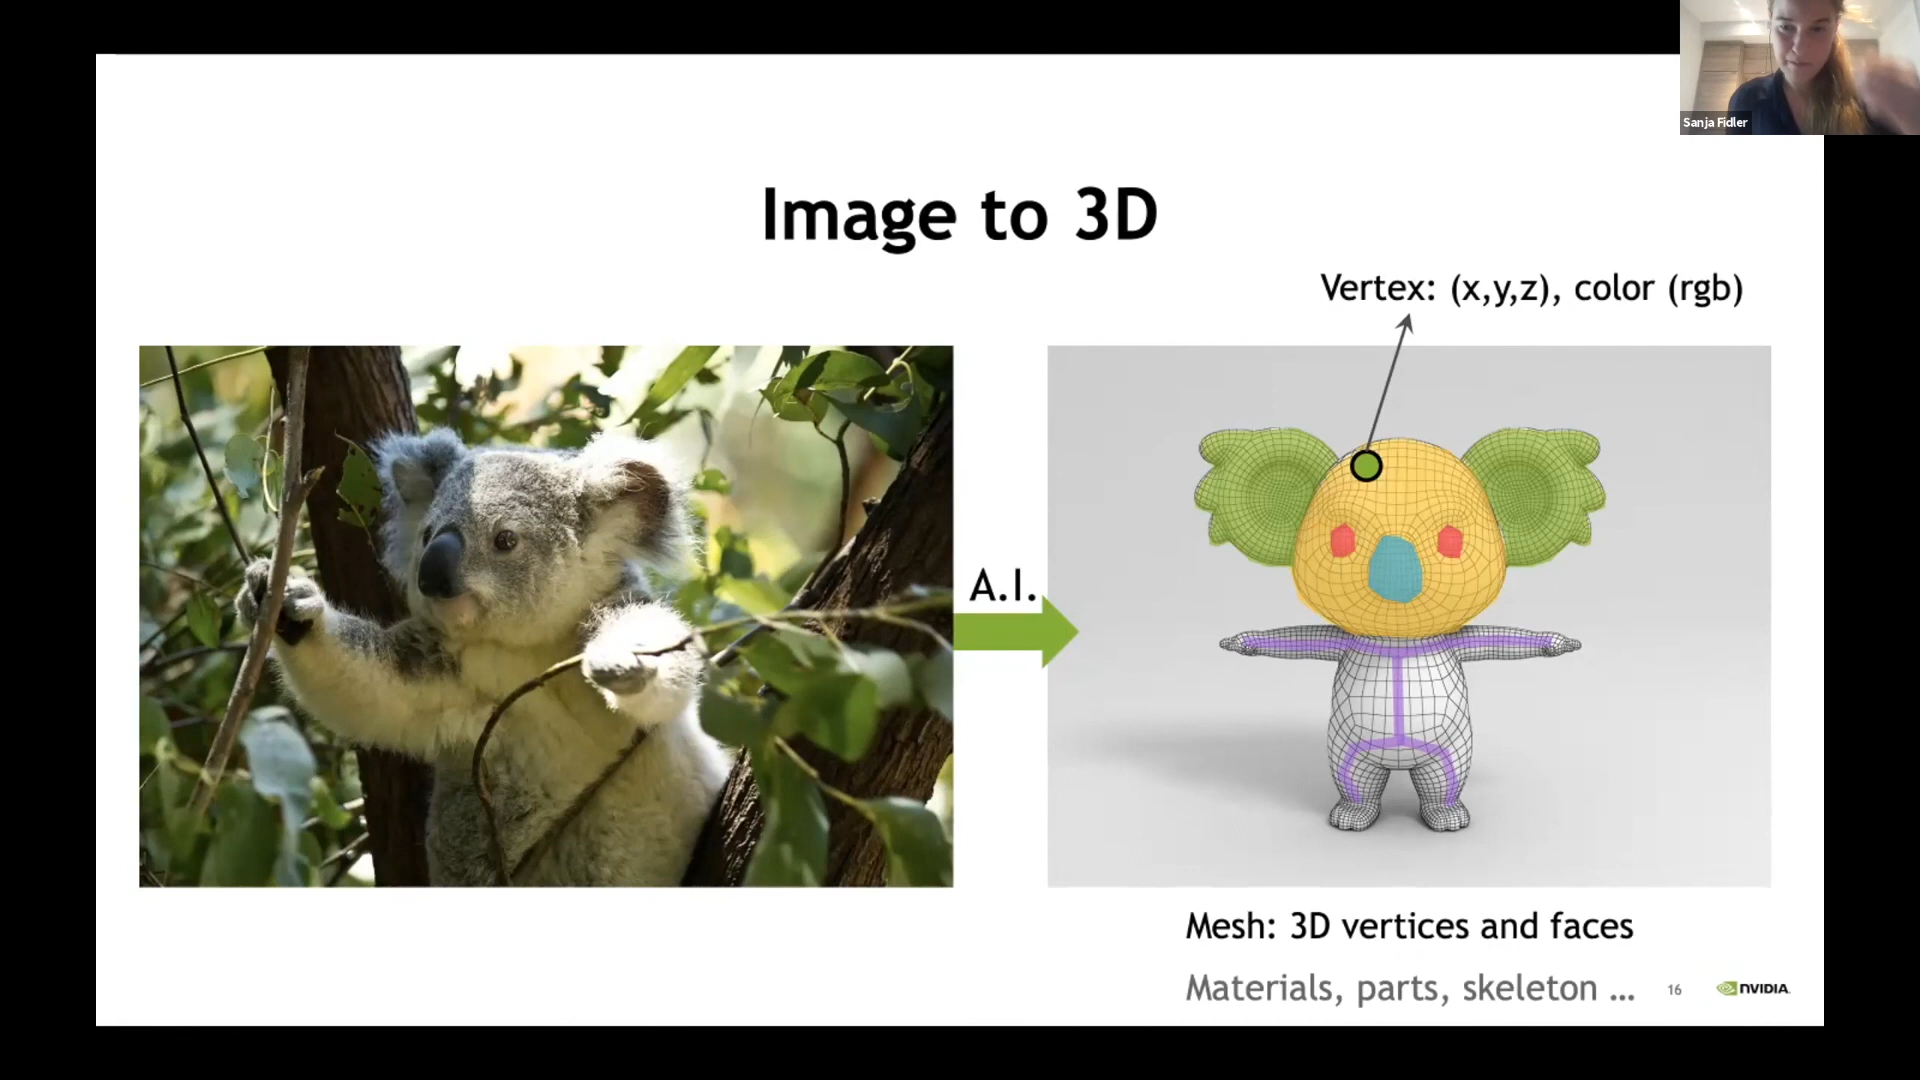 Sanja Fidler
Image to 3D
Vertex: (x,y,z), color (rgb)
A.I.
Mesh: 3D vertices and faces
Materials, parts, skeleton ...
16
NVIDIA.